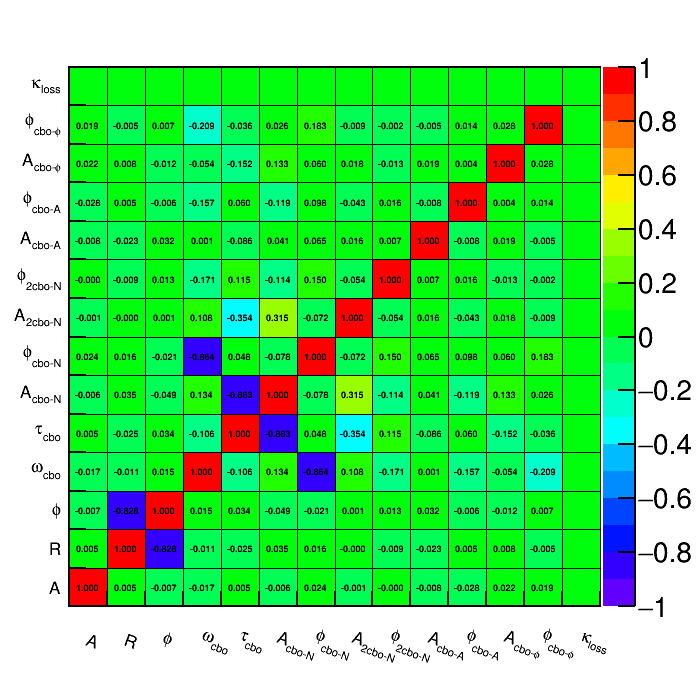 κloss
φcbo-φ 0.019 -0.005 0.007 -0.209 -0.036 0.026 0.183 -0.009 -0.002 -0.005 0.014 0.028 1.000
Acbo-φ 0.022 0.008 -0.012 -0.054 -0.152 0.133 0.060 0.018 -0.013 0.019 0.004 1.000 0.028
φcbo-A -0.028 0.005 -0.006 -0.157 0.060 -0.119 0.098 -0.043 0.016 -0.008 1.000 0.004 0.014
Acbo-A -0.008 -0.023 0.032 0.001 -0.086 0.041 0.065 0.016 0.007 1.000 -0.008 0.019 -0.005
φ2cbo-N -0.000 -0.009 0.013 -0.171 0.115 -0.114 0.150 -0.054 1.000 0.007 0.016 -0.013 -0.002
A2cbo-N -0.001 -0.000 0.001 0.108 -0.354 0.315 -0.072 1.000 -0.054 0.016 -0.043 0.018 -0.009
φcbo-N 0.024 0.016 -0.021 -0.864 0.048 -0.078 1.000 -0.072 0.150 0.065 0.098 0.060 0.183
Acbo-N -0.006 0.035 -0.049 0.134 1.000 -0.078 0.315 -0.114 0.041 -0.119 0.133 0.026
τcbo 0.005 -0.025 0.034 -0.106 1.000 0.048 -0.354 0.115 -0.086 0.060 -0.152 -0.036
ωcbo -0.017 -0.011 0.015 1.000 -0.106 0.134 -0.864 0.108 -0.171 0.001 -0.157 -0.054 -0.209
φ -0.007 -0.828 1.000 0.015 0.034 -0.049 -0.021 0.001 0.013 0.032 -0.006 -0.012 0.007
R 0.005 1.000 -0.828 -0.011 -0.025 0.035 0.016 -0.000 -0.009 -0.023 0.005 0.008 -0.005
A 1.000 0.005 -0.007 -0.017 0.005 -0.006 0.024 -0.001 -0.000 -0.008 -0.028 0.022 0.019
A R φ ωcbo τcbo Acbo-N φcbo-N A2cbo-N φ2cbo-N Acbo-A φcbo-A Acbo-φ φcbo-φ κloss
1
0.8
0.6
0.4
0.2
0
−0.2
−0.4
−0.6
−0.8
−1